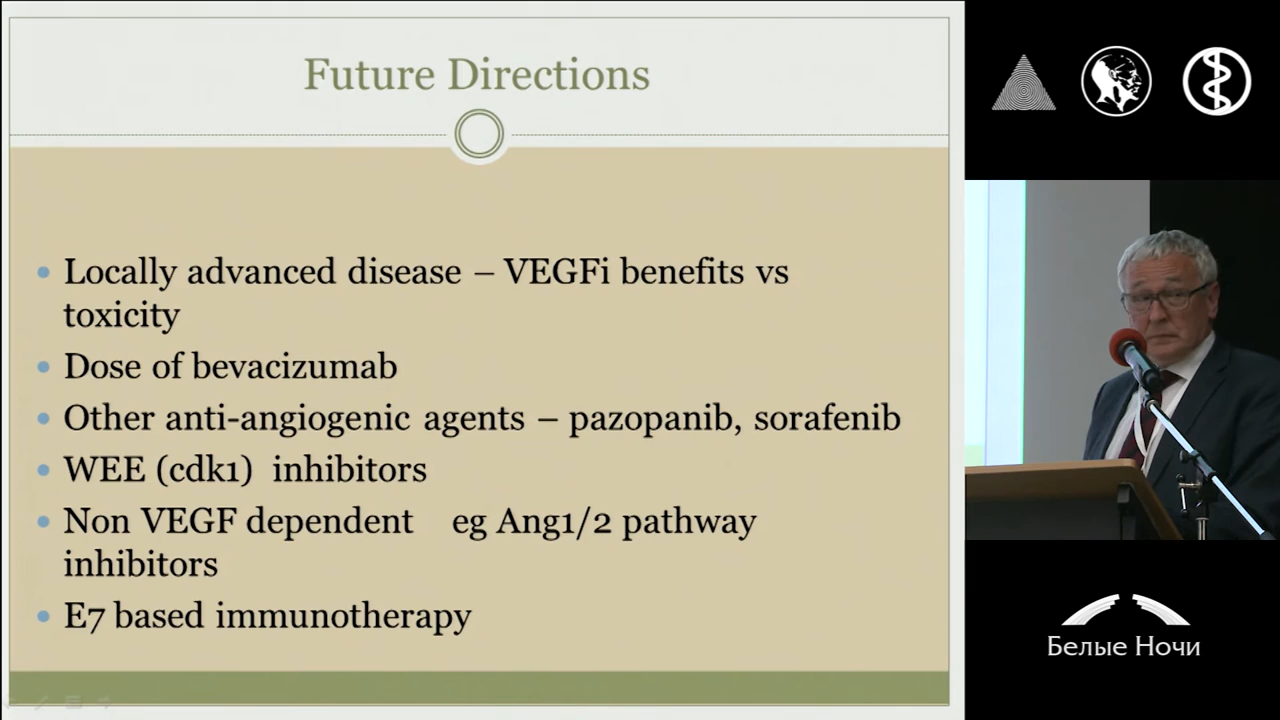 Future Directions
Locally advanced disease – VEGFi benefits vs
toxicity
Dose of bevacizumab
Other anti-angiogenic agents – pazopanib, sorafenib
WEE (cdk1) inhibitors
Non VEGF dependent eg Ang1/2 pathway
inhibitors
E7 based immunotherapy
Белые Ночи